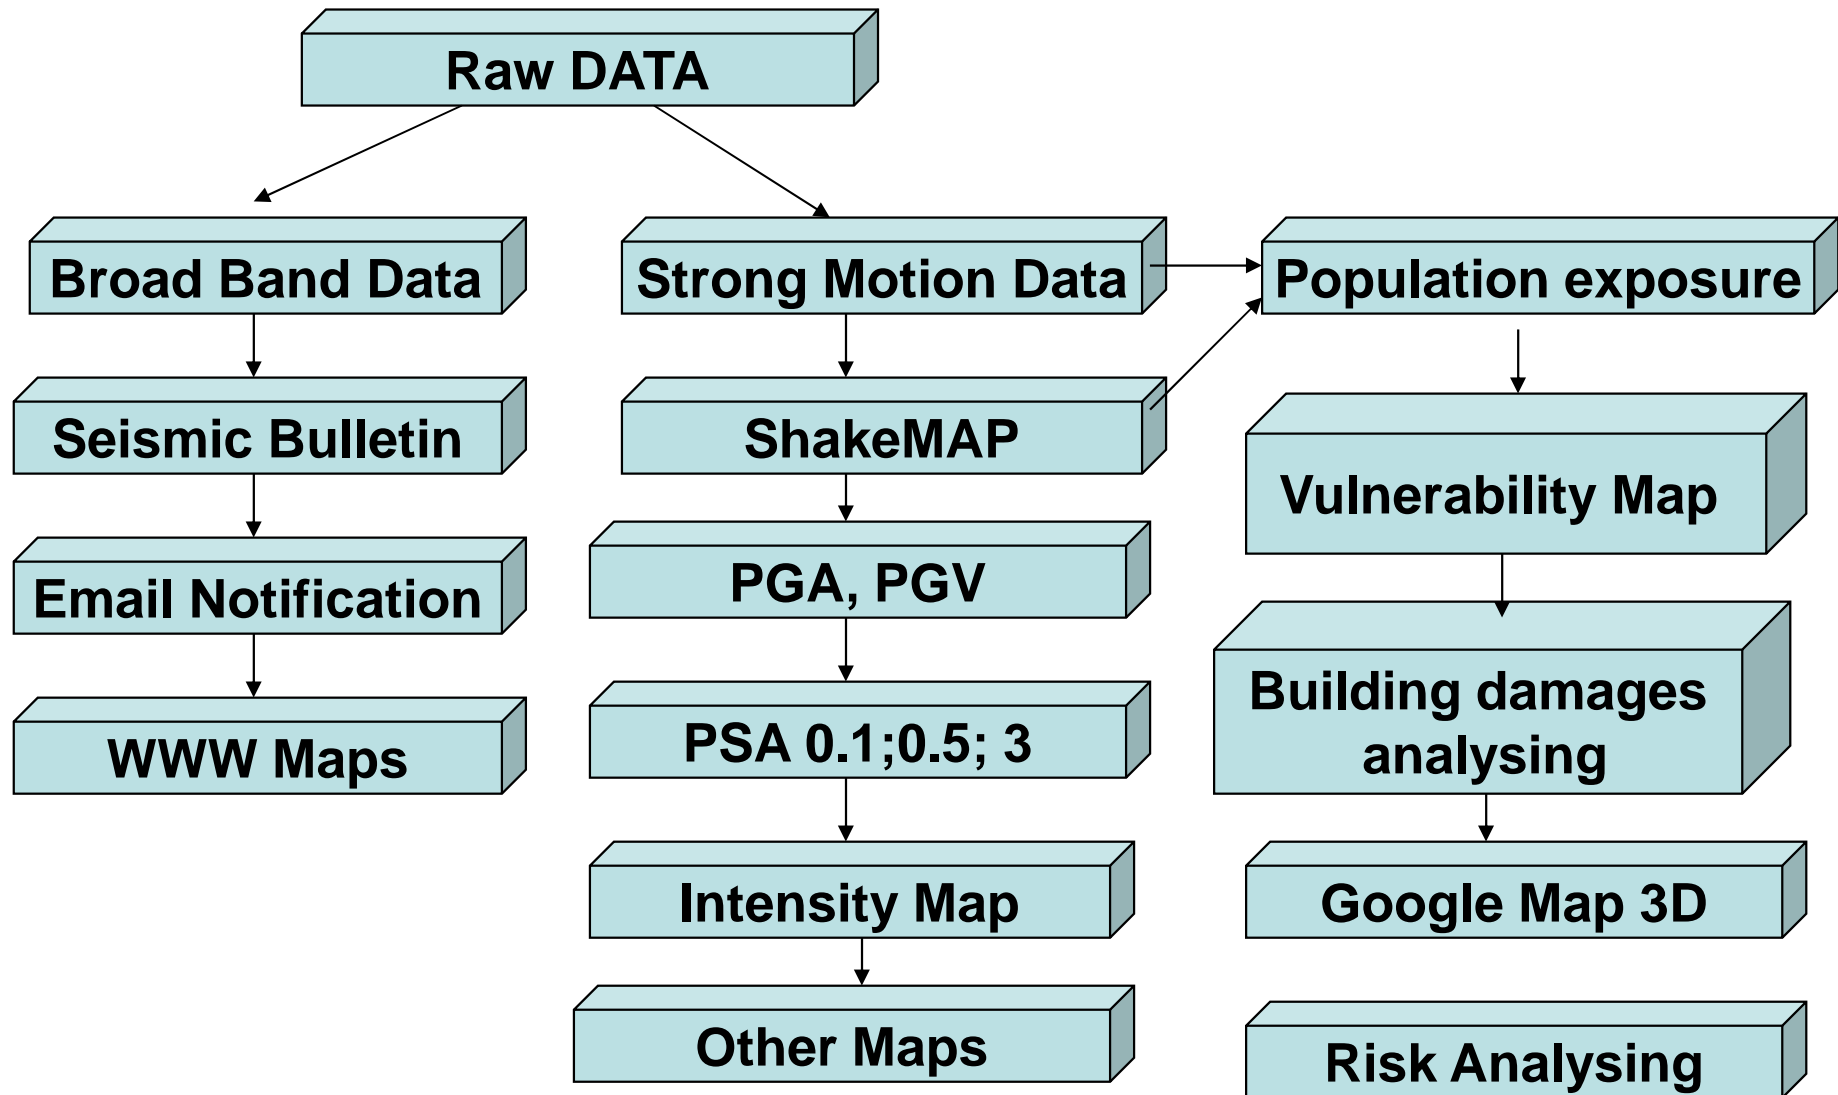 Raw DATA
Broad Band Data
Strong Motion Data
Population exposure
Seismic Bulletin
ShakeMAP
Vulnerability Map
Email Notification
PGA, PGV
Building damages
analysing
WWW Maps
PSA 0.1;0.5; 3
Intensity Map
Google Map 3D
Other Maps
Risk Analysing